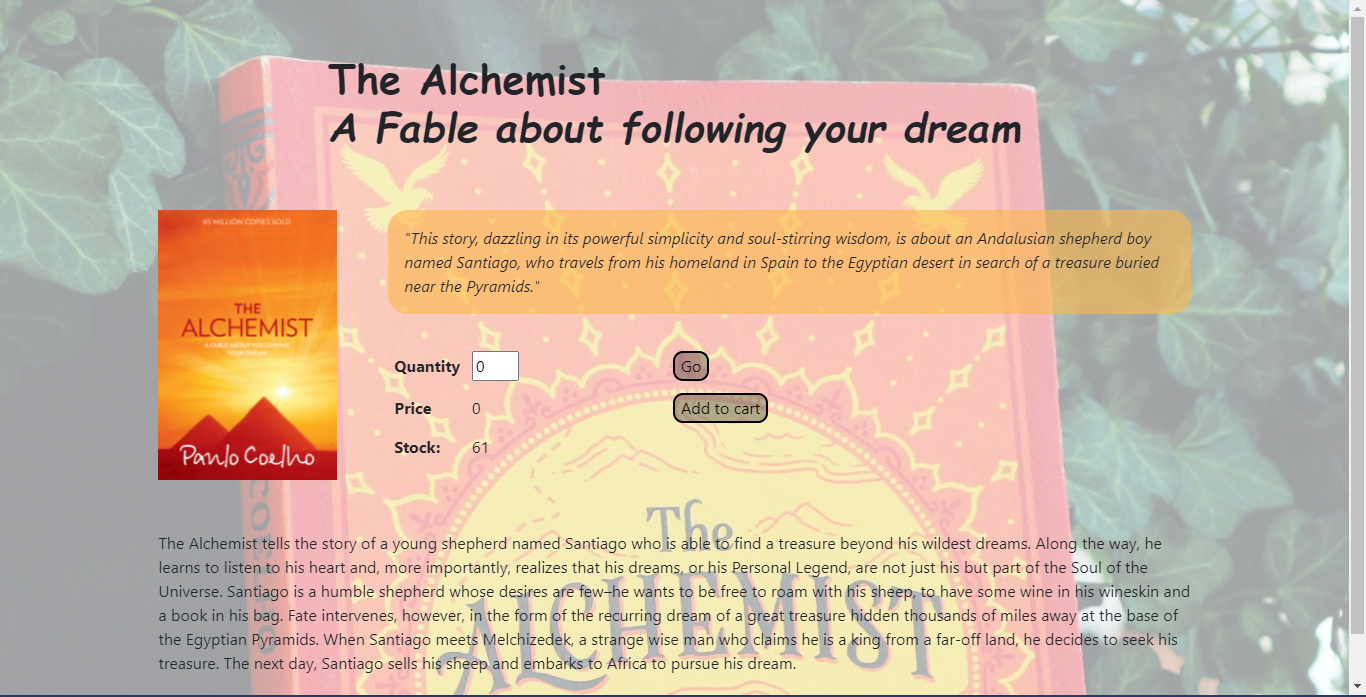 The Alchemist
A Fable about following your dream
65 MILLION COPIES SOLD
THE
ALCHEMIST
A FABLE ABOUT FOLLOWING
YOUR DREAM
Paulo Coelho
"This story, dazzling in its powerful simplicity and soul-stirring wisdom, is about an Andalusian shepherd boy
named Santiago, who travels from his homeland in Spain to the Egyptian desert in search of a treasure buried
near the Pyramids."
Quantity 0 Go
Price 0 Add to cart
Stock: 61
The
ALCHEMIST
The Alchemist tells the story of a young shepherd named Santiago who is able to find a treasure beyond his wildest dreams. Along the way, he
learns to listen to his heart and, more importantly, realizes that his dreams, or his Personal Legend, are not just his but part of the Soul of the
Universe. Santiago is a humble shepherd whose desires are few–he wants to be free to roam with his sheep, to have some wine in his wineskin and
a book in his bag. Fate intervenes, however, in the form of the recurring dream of a great treasure hidden thousands of miles away at the base of
the Egyptian Pyramids. When Santiago meets Melchizedek, a strange wise man who claims he is a king from a far-off land, he decides to seek his
treasure. The next day, Santiago sells his sheep and embarks to Africa to pursue his dream.